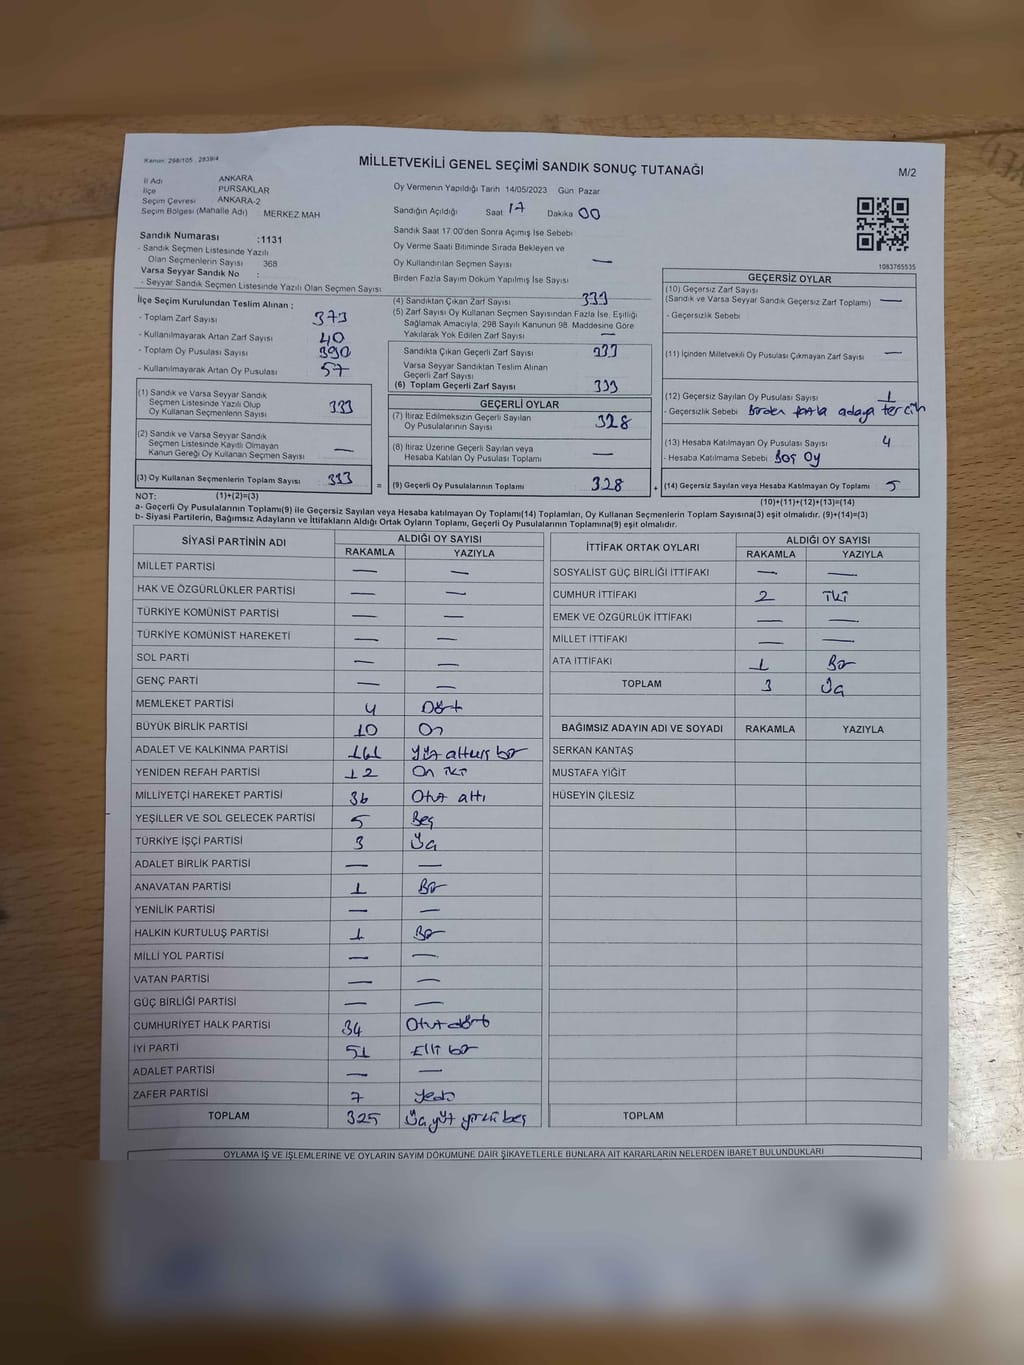 Kanun: 298/105 , 2839/4
MİLLETVEKİLİ GENEL SEÇİMİ SANDIK SONUÇ TUTANAĞI
M/2
İl Adı ANKARA
İlçe PURSAKLAR
Seçim Çevresi ANKARA-2
Seçim Bölgesi (Mahalle Adı) MERKEZ MAH
Oy Vermenin Yapıldığı Tarih 14/05/2023 Gün Pazar
Sandığın Açıldığı Saat 17 Dakika 00
Sandık Saat 17:00'den Sonra Açımış İse Sebebi
Oy Verme Saati Bitiminde Sırada Bekleyen ve
Oy Kullandırılan Seçmen Sayısı —
Birden Fazla Sayım Döküm Yapılmış İse Sayısı
1083765535
Sandık Numarası :1131
- Sandık Seçmen Listesinde Yazılı
Olan Seçmenlerin Sayısı 368
Varsa Seyyar Sandık No :
- Seyyar Sandık Seçmen Listesinde Yazılı Olan Seçmen Sayısı:
İlçe Seçim Kurulundan Teslim Alınan ;
- Toplam Zarf Sayısı 373
- Kullanılmayarak Artan Zarf Sayısı 40
- Toplam Oy Pusulası Sayısı 390
- Kullanılmayarak Artan Oy Pusulası 57
(1) Sandık ve Varsa Seyyar Sandık
Seçmen Listesinde Yazılı Olup
Oy Kullanan Seçmenlerin Sayısı 333
(2) Sandık ve Varsa Seyyar Sandık
Seçmen Listesinde Kayıtlı Olmayan
Kanun Gereği Oy Kullanan Seçmen Sayısı —
(3) Oy Kullanan Seçmenlerin Toplam Sayısı 333 =
(1)+(2)=(3)
(4) Sandıktan Çıkan Zarf Sayısı 333
(5) Zarf Sayısı Oy Kullanan Seçmen Sayısından Fazla İse, Eşitliği
Sağlamak Amacıyla, 298 Sayılı Kanunun 98. Maddesine Göre
Yakılarak Yok Edilen Zarf Sayısı —
Sandıkta Çıkan Geçerli Zarf Sayısı 333
Varsa Seyyar Sandıktan Teslim Alınan
Geçerli Zarf Sayısı
(6) Toplam Geçerli Zarf Sayısı 333
GEÇERLİ OYLAR
(7) İtiraz Edilmeksizin Geçerli Sayılan
Oy Pusulalarının Sayısı 328
(8) İtiraz Üzerine Geçerli Sayılan veya
Hesaba Katılan Oy Pusulası Toplamı —
(9) Geçerli Oy Pusulalarının Toplamı 328 +
GEÇERSİZ OYLAR
(10) Geçersiz Zarf Sayısı
(Sandık ve Varsa Seyyar Sandık Geçersiz Zarf Toplamı) —
- Geçersizlik Sebebi
(11) İçinden Milletvekili Oy Pusulası Çıkmayan Zarf Sayısı —
(12) Geçersiz Sayılan Oy Pusulası Sayısı 1
- Geçersizlik Sebebi Birden fazla adaya tercih
(13) Hesaba Katılmayan Oy Pusulası Sayısı 4
- Hesaba Katılmama Sebebi Boş Oy
(14) Geçersiz Sayılan veya Hesaba Katılmayan Oy Toplamı 5
(10)+(11)+(12)+(13)=(14)
NOT:
a- Geçerli Oy Pusulalarının Toplamı(9) ile Geçersiz Sayılan veya Hesaba katılmayan Oy Toplamı(14) Toplamları, Oy Kullanan Seçmenlerin Toplam Sayısına(3) eşit olmalıdır. (9)+(14)=(3)
b- Siyasi Partilerin, Bağımsız Adayların ve İttifakların Aldığı Ortak Oyların Toplamı, Geçerli Oy Pusulalarının Toplamına(9) eşit olmalıdır.
SİYASİ PARTİNİN ADI ALDIĞI OY SAYISI
RAKAMLA YAZIYLA
MİLLET PARTİSİ — —
HAK VE ÖZGÜRLÜKLER PARTİSİ — —
TÜRKİYE KOMÜNİST PARTİSİ — —
TÜRKİYE KOMÜNİST HAREKETİ — —
SOL PARTİ — —
GENÇ PARTİ — —
MEMLEKET PARTİSİ 4 Dört
BÜYÜK BİRLİK PARTİSİ 10 On
ADALET VE KALKINMA PARTİSİ 161 Yüz altmış bir
YENİDEN REFAH PARTİSİ 12 On iki
MİLLİYETÇİ HAREKET PARTİSİ 36 Otuz altı
YEŞİLLER VE SOL GELECEK PARTİSİ 5 Beş
TÜRKİYE İŞÇİ PARTİSİ 3 Üç
ADALET BİRLİK PARTİSİ — —
ANAVATAN PARTİSİ 1 Bir
YENİLİK PARTİSİ — —
HALKIN KURTULUŞ PARTİSİ 1 Bir
MİLLİ YOL PARTİSİ — —
VATAN PARTİSİ — —
GÜÇ BİRLİĞİ PARTİSİ — —
CUMHURİYET HALK PARTİSİ 34 Otuz dört
İYİ PARTİ 51 Elli bir
ADALET PARTİSİ — —
ZAFER PARTİSİ 7 Yedi
TOPLAM 325 Üç yüz yirmi beş
İTTİFAK ORTAK OYLARI ALDIĞI OY SAYISI
RAKAMLA YAZIYLA
SOSYALİST GÜÇ BİRLİĞİ İTTİFAKI — —
CUMHUR İTTİFAKI 2 İki
EMEK VE ÖZGÜRLÜK İTTİFAKI — —
MİLLET İTTİFAKI — —
ATA İTTİFAKI 1 Bir
TOPLAM 3 Üç
BAĞIMSIZ ADAYIN ADI VE SOYADI RAKAMLA YAZIYLA
SERKAN KANTAŞ
MUSTAFA YİĞİT
HÜSEYİN ÇİLESİZ
TOPLAM
OYLAMA İŞ VE İŞLEMLERİNE VE OYLARIN SAYIM DÖKÜMÜNE DAİR ŞİKAYETLERLE BUNLARA AİT KARARLARIN NELERDEN İBARET BULUNDUKLARI